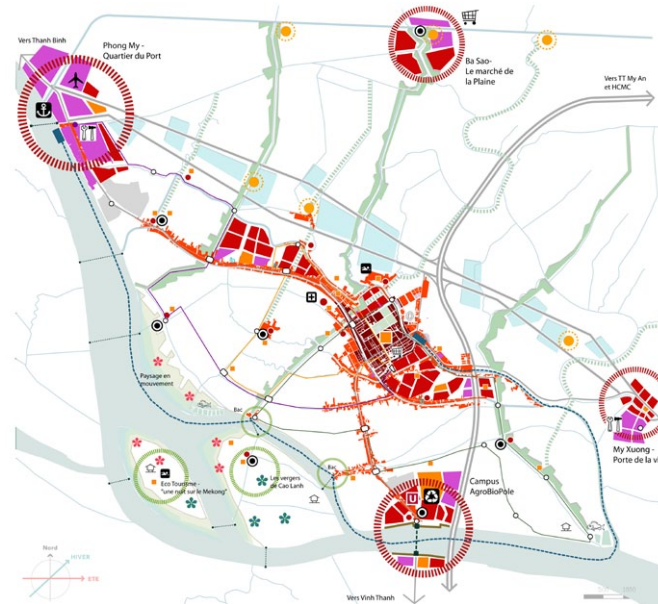 Vers Thanh Binh
Phong My -
Quartier du Port
Ba Sao-
Le marché de
la Plaine
Vers TT My An
et HCMC
Paysage en
mouvement
Bac
Bac
My Xuong -
Porte de la vi
Eco Tourisme -
"une nuit sur le Mekong"
Les vergers
de Cao Lanh
Campus
AgroBioPole
U
Nord
HIVER
ETE
Vers Vinh Thanh